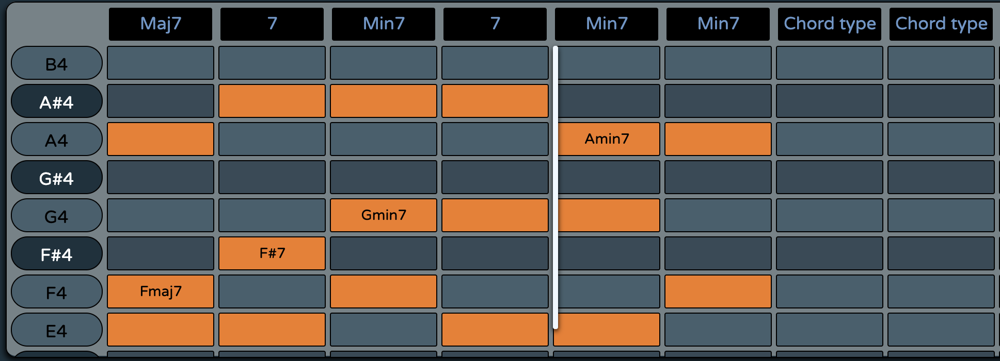 Maj7 7 Min7 7 Min7 Min7 Chord type Chord type
B4
A#4
A4 Amin7
G#4
G4 Gmin7
F#4 F#7
F4 Fmaj7
E4